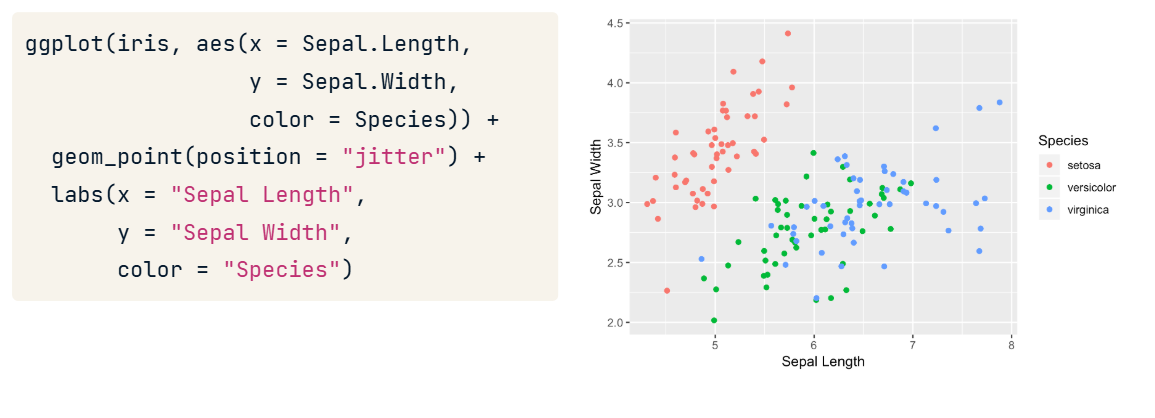 ggplot(iris, aes(x = Sepal.Length,
                 y = Sepal.Width,
                 color = Species)) +
  geom_point(position = "jitter") +
  labs(x = "Sepal Length",
       y = "Sepal Width",
       color = "Species")
4.5
4.0
3.5
3.0
2.5
2.0
Sepal Width
5 6 7 8
Sepal Length
Species
setosa
versicolor
virginica